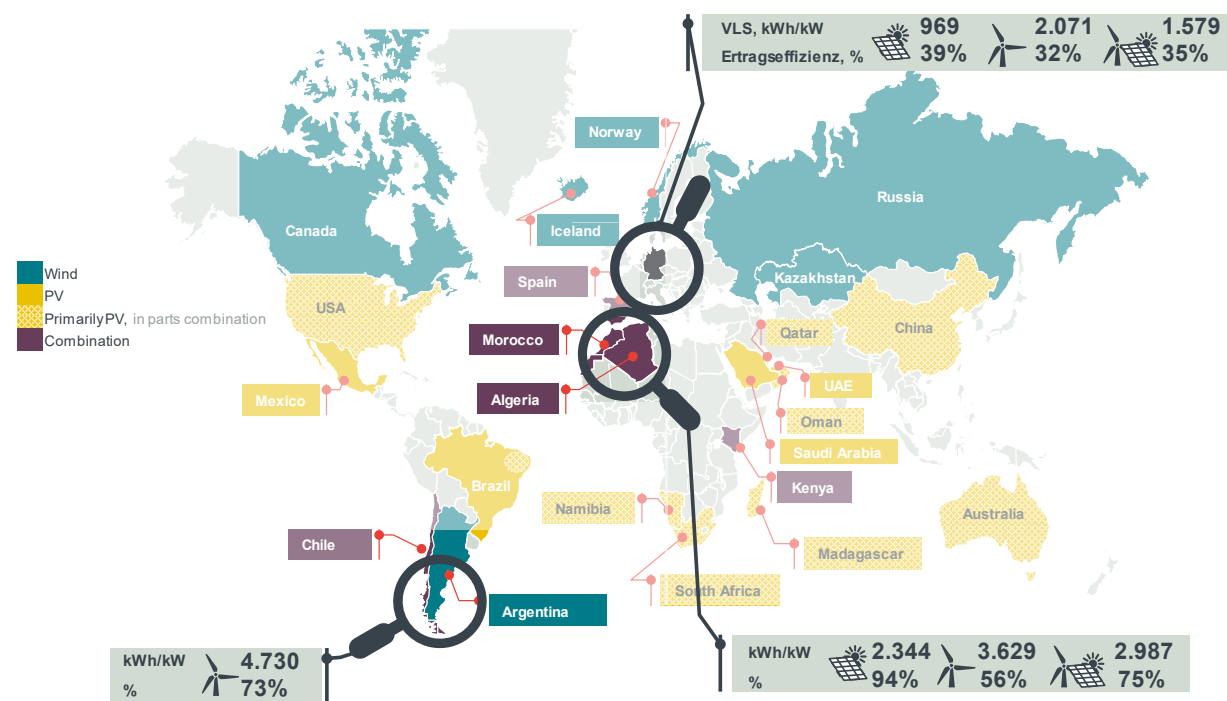 VLS, kWh/kW 969 2.071 1.579
Ertragseffizienz, % 39% 32% 35%
Norway
Russia
Canada
Iceland
Wind
PV
PrimarilyPV, in parts combination
Combination
Spain
Kazakhstan
USA
Qatar
China
Morocco
Mexico
Algeria
UAE
Oman
Saudi Arabia
Brazil
Kenya
Namibia
Australia
Chile
Madagascar
South Africa
Argentina
kWh/kW 4.730
% 73%
kWh/kW 2.344 3.629 2.987
% 94% 56% 75%